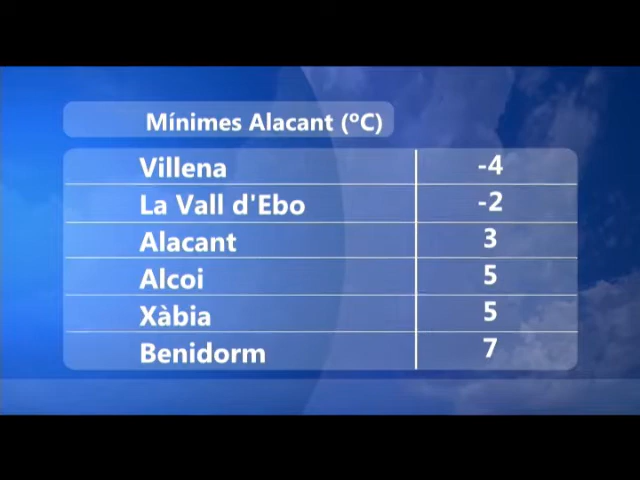 Mínimes Alacant (ºC)
Villena -4
La Vall d'Ebo -2
Alacant 3
Alcoi 5
Xàbia 5
Benidorm 7